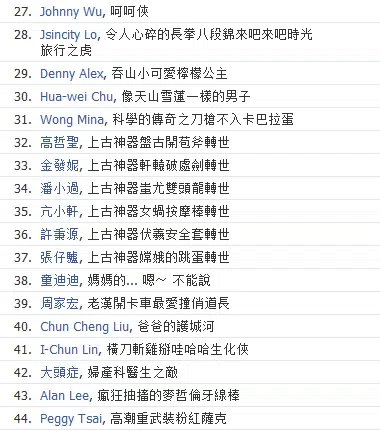 27. Johnny Wu, 呵呵俠
28. Jsincity Lo, 令人心碎的長拳八段錦來吧來吧時光
旅行之虎
29. Denny Alex, 吞山小可愛檸檬公主
30. Hua-wei Chu, 像天山雪蓮一樣的男子
31. Wong Mina, 科學的傳奇之刀槍不入卡巴拉蛋
32. 高哲聖, 上古神器盤古開苞斧轉世
33. 金發妮, 上古神器軒轅破處劍轉世
34. 潘小過, 上古神器蚩尤雙頭龍轉世
35. 亢小軒, 上古神器女媧按摩棒轉世
36. 許秉源, 上古神器伏羲安全套轉世
37. 張仔魖, 上古神器嫦娥的跳蛋轉世
38. 童迪迪, 媽媽的... 嗯～ 不能說
39. 周家宏, 老漢開卡車最愛撞俏道長
40. Chun Cheng Liu, 爸爸的護城河
41. I-Chun Lin, 橫刀斬雞掰哇哈哈生化俠
42. 大頭症, 婦產科醫生之敵
43. Alan Lee, 瘋狂抽搐的麥哲倫牙線棒
44. Peggy Tsai, 高潮重武裝粉紅薩克